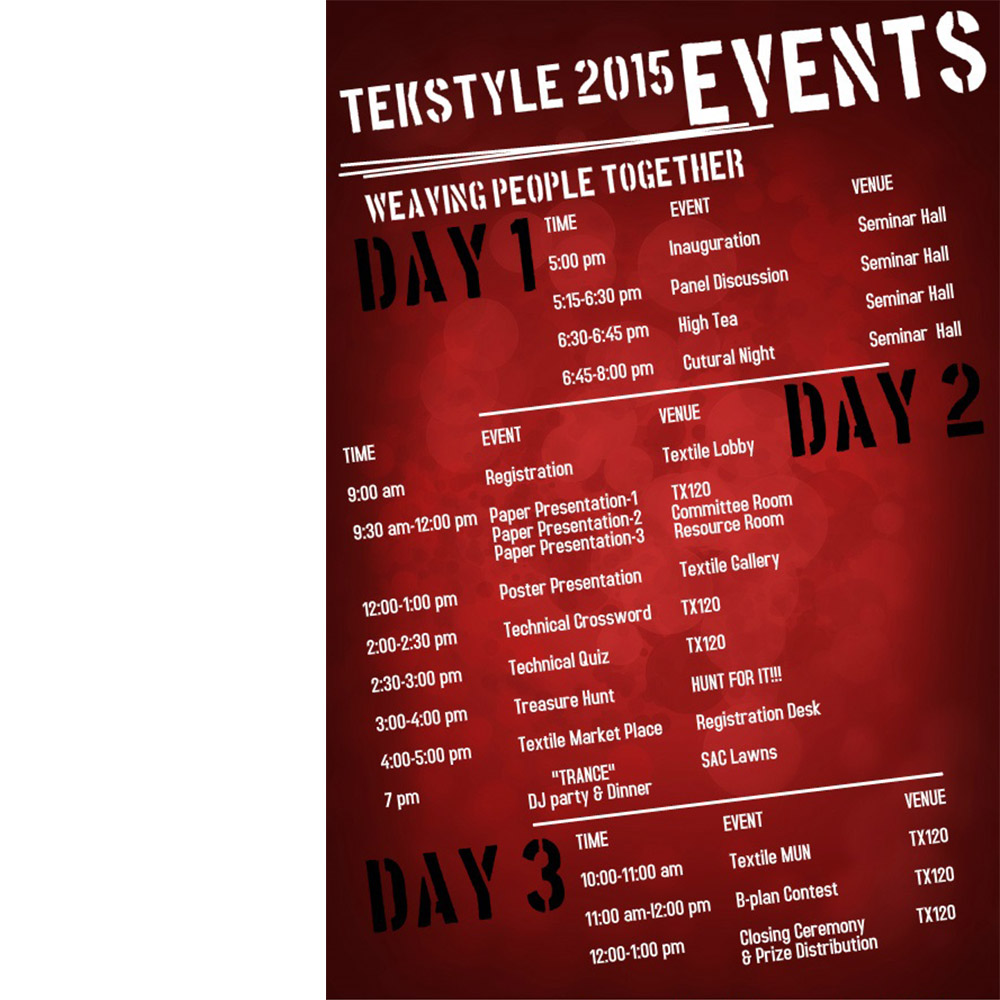 TEKSTYLE 2015 EVENTS
WEAVING PEOPLE TOGETHER
DAY 1
TIME EVENT VENUE
5:00 pm Inauguration Seminar Hall
5:15-6:30 pm Panel Discussion Seminar Hall
6:30-6:45 pm High Tea Seminar Hall
6:45-8:00 pm Cutural Night Seminar Hall
DAY 2
TIME EVENT VENUE
9:00 am Registration Textile Lobby
9:30 am-12:00 pm Paper Presentation-1 TX120
Paper Presentation-2 Committee Room
Paper Presentation-3 Resource Room
12:00-1:00 pm Poster Presentation Textile Gallery
2:00-2:30 pm Technical Crossword TX120
2:30-3:00 pm Technical Quiz TX120
3:00-4:00 pm Treasure Hunt HUNT FOR IT!!!
4:00-5:00 pm Textile Market Place Registration Desk
7 pm "TRANCE" SAC Lawns
DJ party & Dinner
DAY 3
TIME EVENT VENUE
10:00-11:00 am Textile MUN TX120
11:00 am-12:00 pm B-plan Contest TX120
12:00-1:00 pm Closing Ceremony TX120
& Prize Distribution